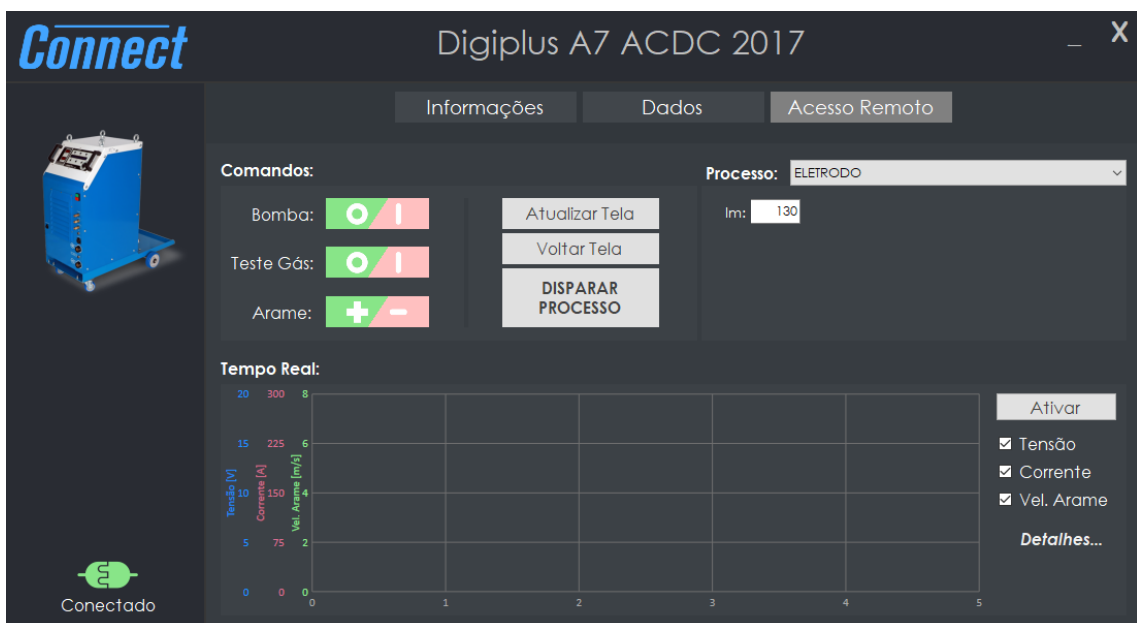 Connect
Digiplus A7 ACDC 2017
_ X
Informações Dados Acesso Remoto
Comandos:
Processo: ELETRODO
Bomba:
Atualizar Tela
Im: 130
Teste Gás:
Voltar Tela
DISPARAR
PROCESSO
Arame:
Tempo Real:
20 300 8
15 225 6
10 150 4
5 75 2
0 0 0
Tensão [V]
Corrente [A]
Vel. Arame [m/s]
0 1 2 3 4 5
Ativar
Tensão
Corrente
Vel. Arame
Detalhes...
Conectado